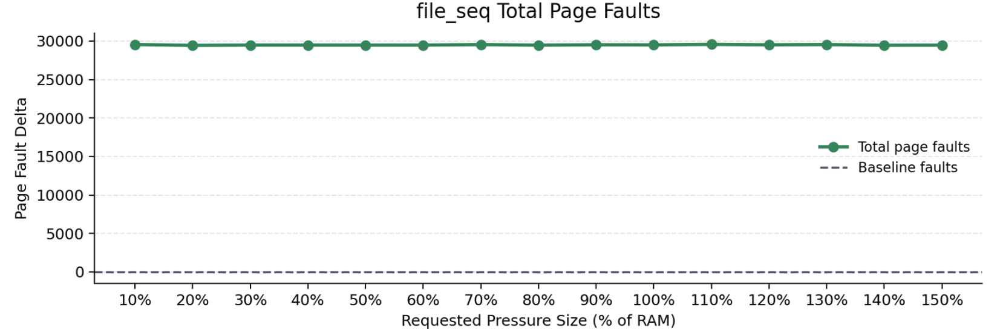 file_seq Total Page Faults
Page Fault Delta
30000
25000
20000
15000
10000
5000
0
Total page faults
Baseline faults
10% 20% 30% 40% 50% 60% 70% 80% 90% 100% 110% 120% 130% 140% 150%
Requested Pressure Size (% of RAM)